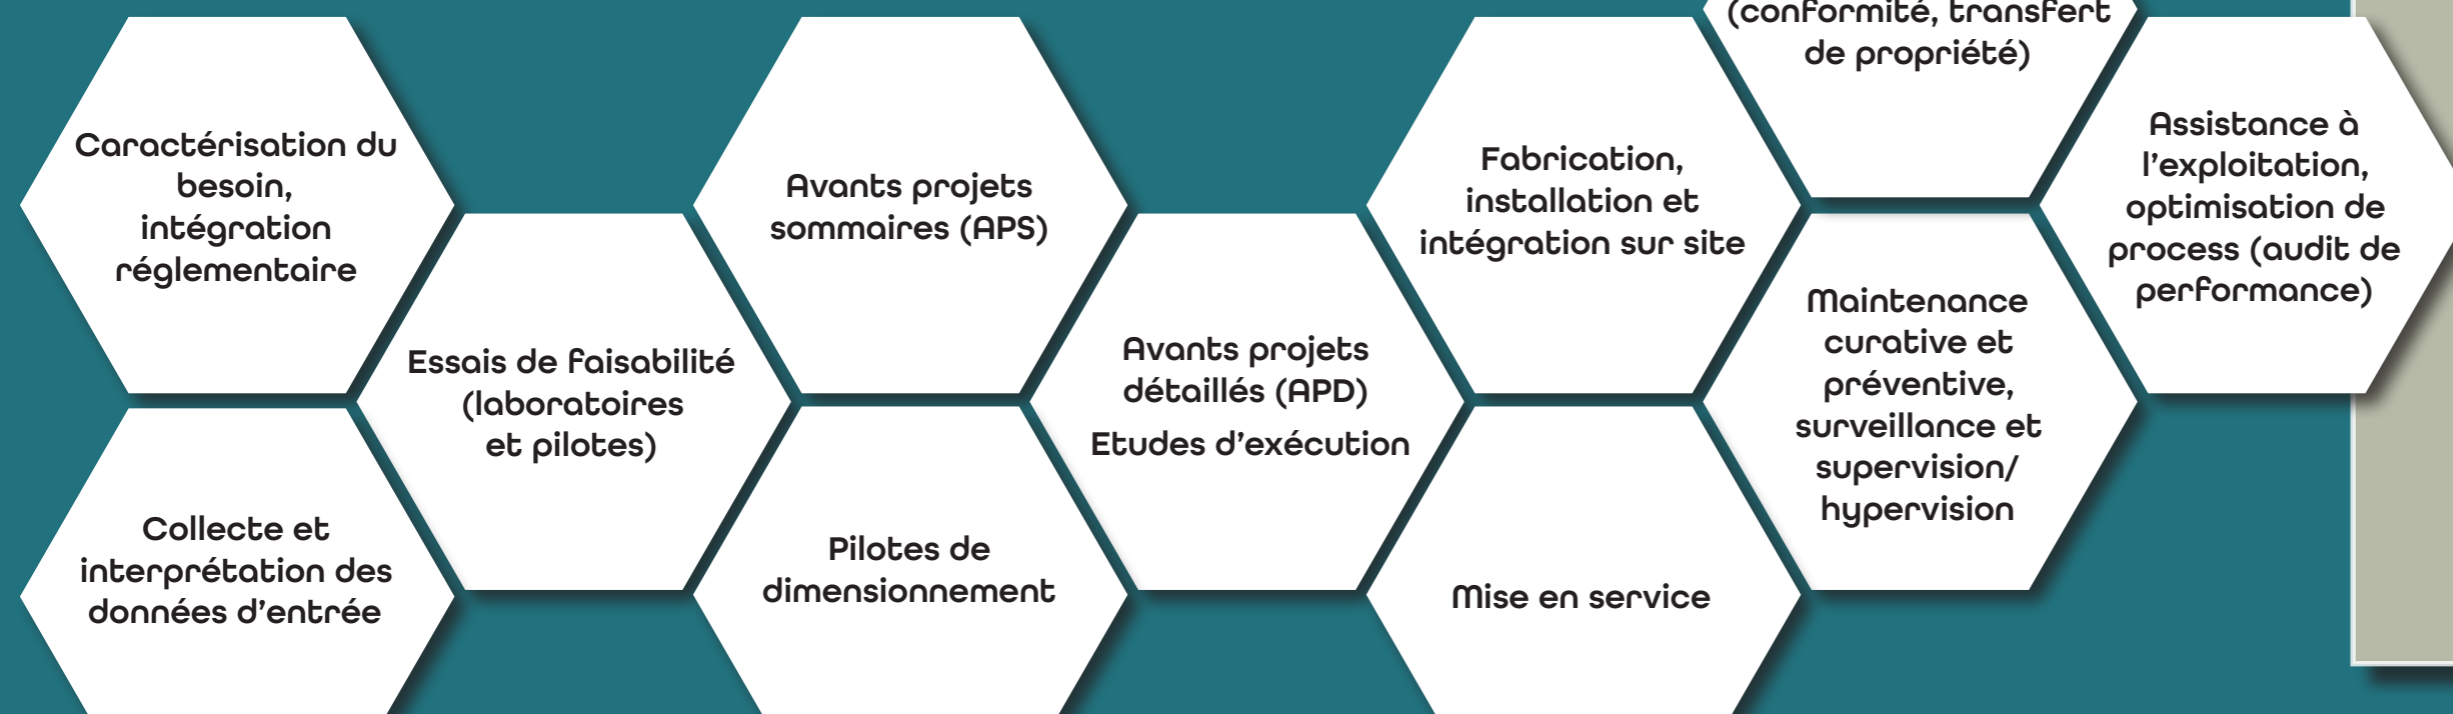 Caractérisation du
besoin,
intégration
réglementaire
Collecte et
interprétation des
données d'entrée
Essais de faisabilité
(laboratoires
et pilotes)
Avants projets
sommaires (APS)
Pilotes de
dimensionnement
Avants projets
détaillés (APD)
Etudes d'exécution
Fabrication,
installation et
intégration sur site
Mise en service
(conformité, transfert
de propriété)
Maintenance
curative et
préventive,
surveillance et
supervision/
hypervision
Assistance à
l'exploitation,
optimisation de
process (audit de
performance)